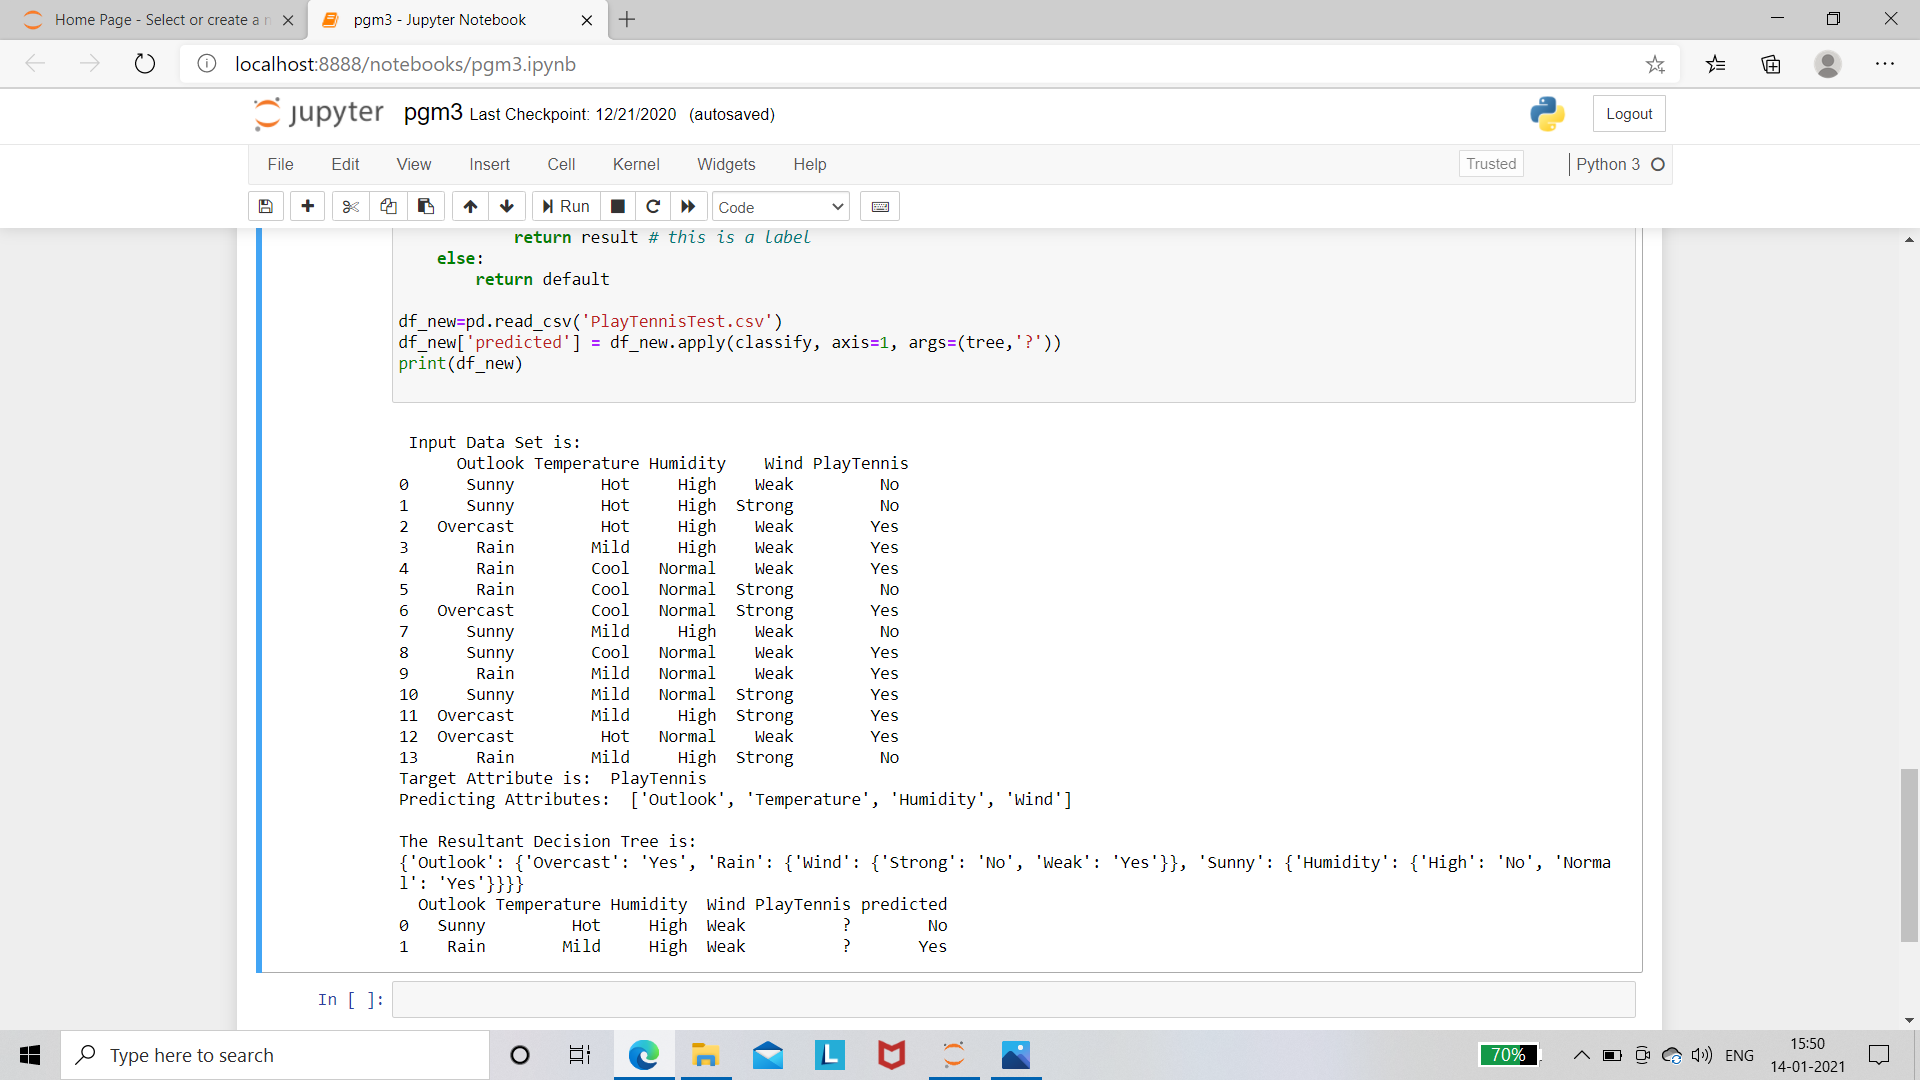 Home Page - Select or create a n
pgm3 - Jupyter Notebook
localhost:8888/notebooks/pgm3.ipynb
jupyter pgm3 Last Checkpoint: 12/21/2020 (autosaved)
Logout
File Edit View Insert Cell Kernel Widgets Help
Trusted
Python 3
Run
Code
return result # this is a label
else:
return default
df_new=pd.read_csv('PlayTennisTest.csv')
df_new['predicted'] = df_new.apply(classify, axis=1, args=(tree,'?'))
print(df_new)
Input Data Set is:
Outlook Temperature Humidity Wind PlayTennis
0 Sunny Hot High Weak No
1 Sunny Hot High Strong No
2 Overcast Hot High Weak Yes
3 Rain Mild High Weak Yes
4 Rain Cool Normal Weak Yes
5 Rain Cool Normal Strong No
6 Overcast Cool Normal Strong Yes
7 Sunny Mild High Weak No
8 Sunny Cool Normal Weak Yes
9 Rain Mild Normal Weak Yes
10 Sunny Mild Normal Strong Yes
11 Overcast Mild High Strong Yes
12 Overcast Hot Normal Weak Yes
13 Rain Mild High Strong No
Target Attribute is: PlayTennis
Predicting Attributes: ['Outlook', 'Temperature', 'Humidity', 'Wind']
The Resultant Decision Tree is:
{'Outlook': {'Overcast': 'Yes', 'Rain': {'Wind': {'Strong': 'No', 'Weak': 'Yes'}}, 'Sunny': {'Humidity': {'High': 'No', 'Norma
l': 'Yes'}}}}
Outlook Temperature Humidity Wind PlayTennis predicted
0 Sunny Hot High Weak ? No
1 Rain Mild High Weak ? Yes
In [ ]:
Type here to search
L
70%
ENG
15:50
14-01-2021